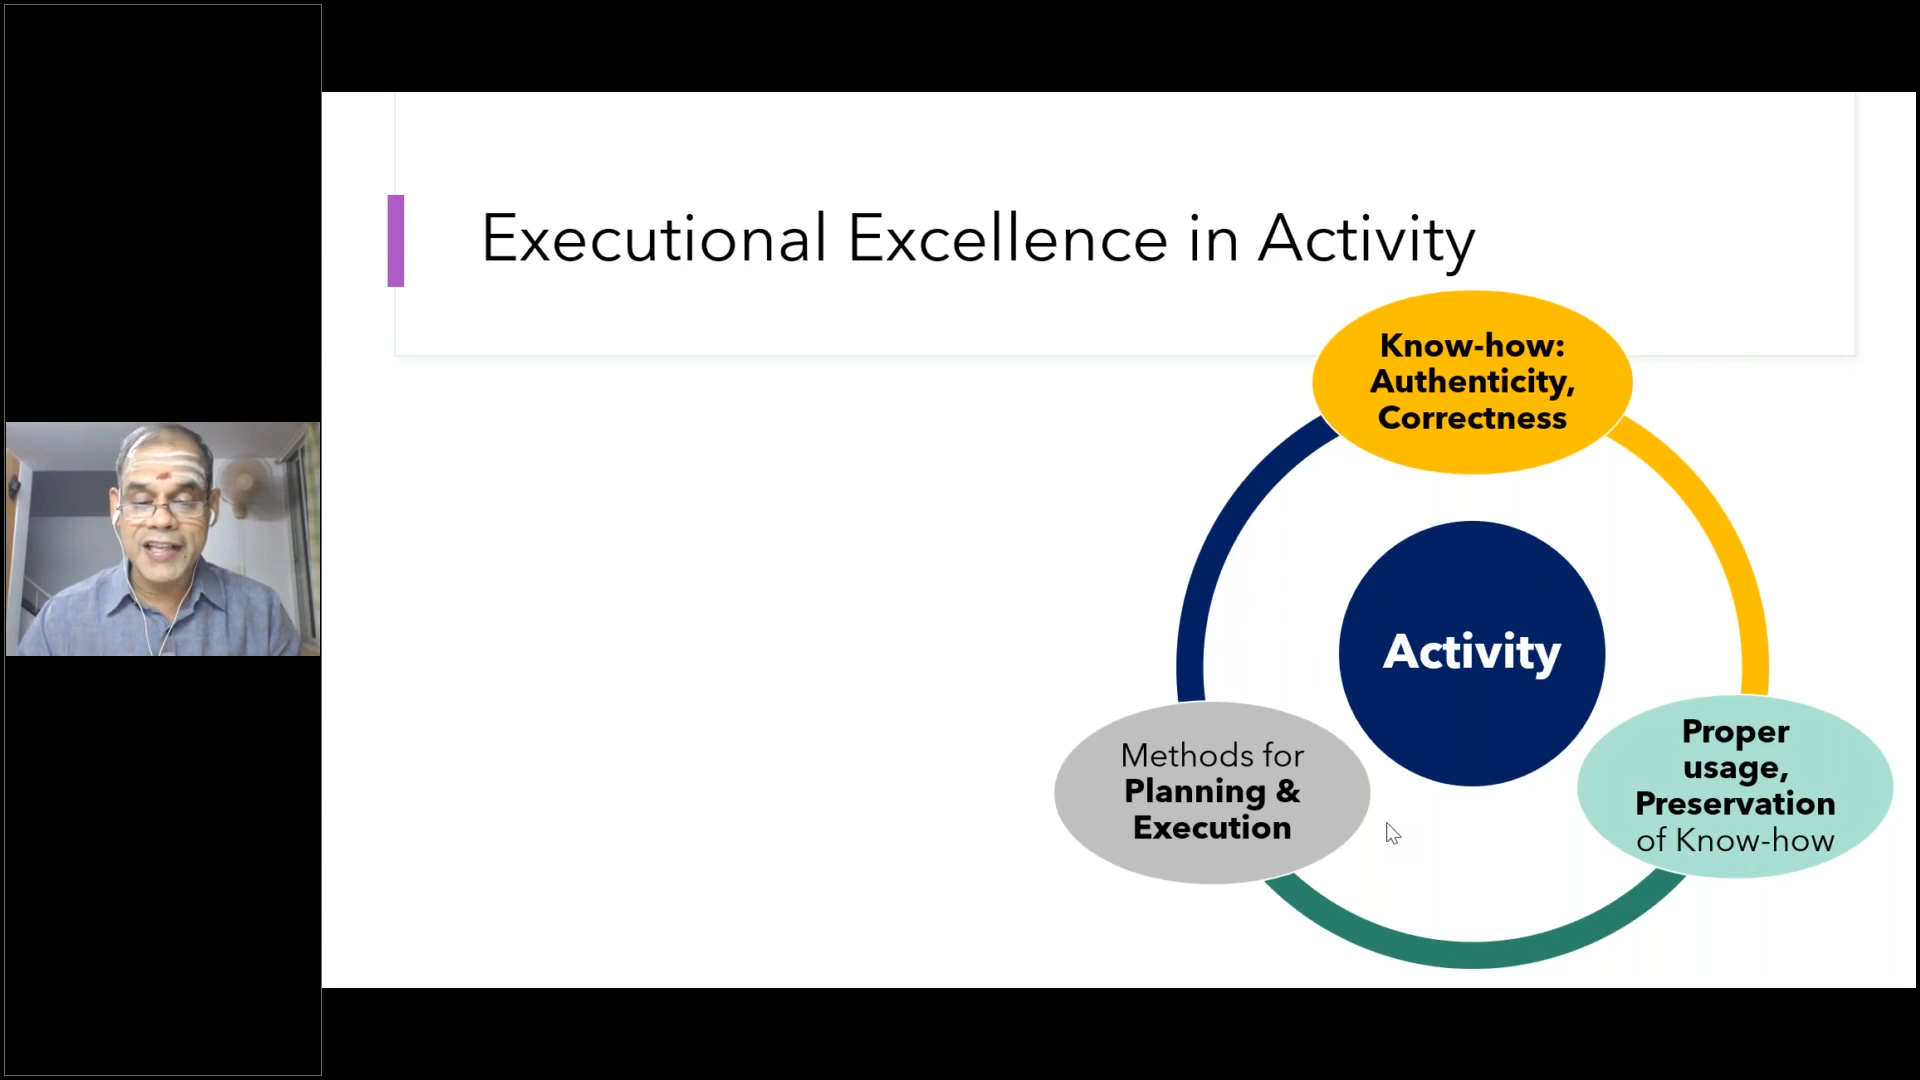 Executional Excellence in Activity
Know-how:
Authenticity,
Correctness
Activity
Methods for
Planning &
Execution
Proper
usage,
Preservation
of Know-how